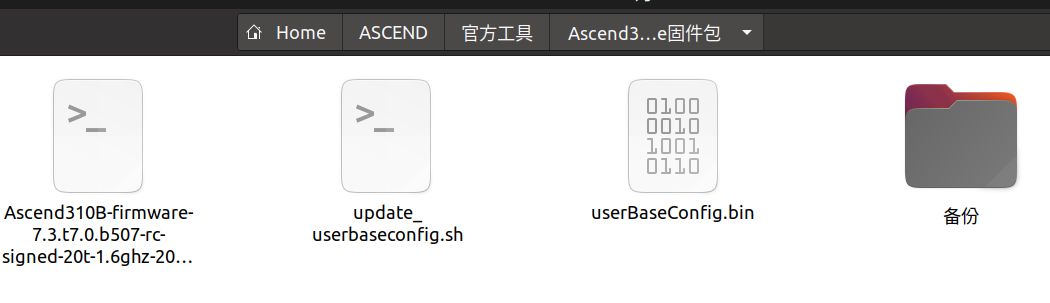 Home ASCEND 官方工具 Ascend3...e固件包
>_ >_ 0100
0010
1001
0110
Ascend310B-firmware-
7.3.t7.0.b507-rc-
signed-20t-1.6ghz-20...
update_
userbaseconfig.sh
userBaseConfig.bin
备份